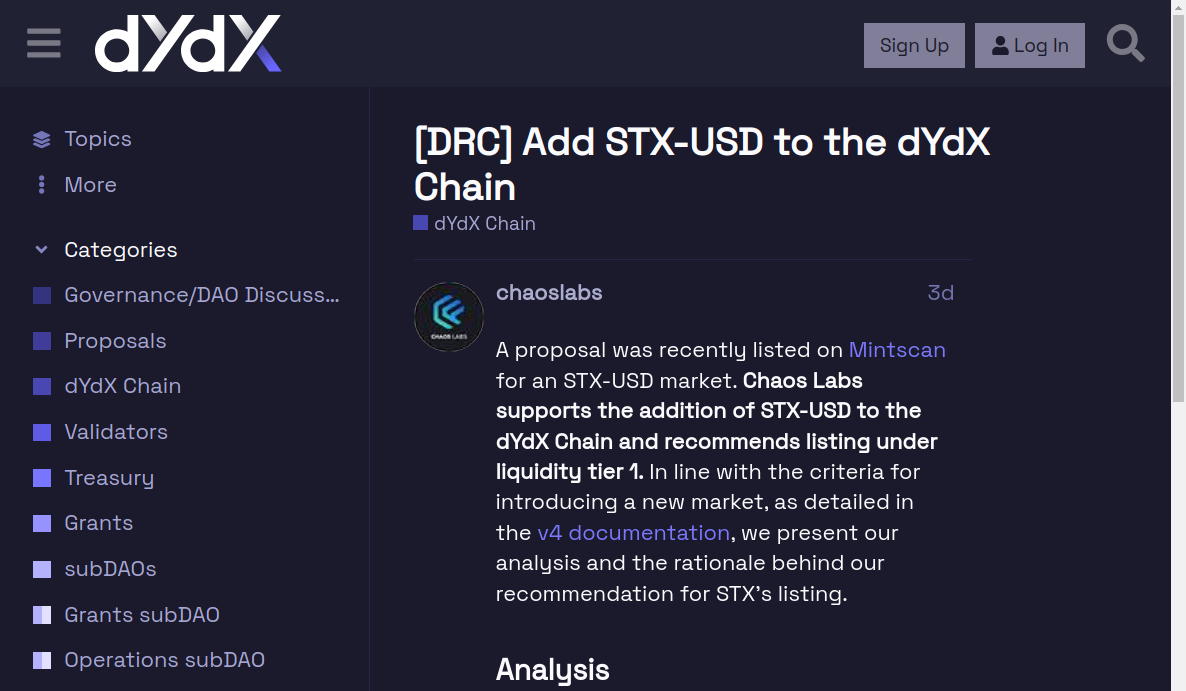 dYdX
Sign Up
Log In
Topics
More
Categories
Governance/DAO Discuss...
Proposals
dYdX Chain
Validators
Treasury
Grants
subDAOs
Grants subDAO
Operations subDAO
[DRC] Add STX-USD to the dYdX
Chain
dYdX Chain
CHAOS LABS
chaoslabs 3d
A proposal was recently listed on Mintscan
for an STX-USD market. Chaos Labs
supports the addition of STX-USD to the
dYdX Chain and recommends listing under
liquidity tier 1. In line with the criteria for
introducing a new market, as detailed in
the v4 documentation, we present our
analysis and the rationale behind our
recommendation for STX's listing.
Analysis